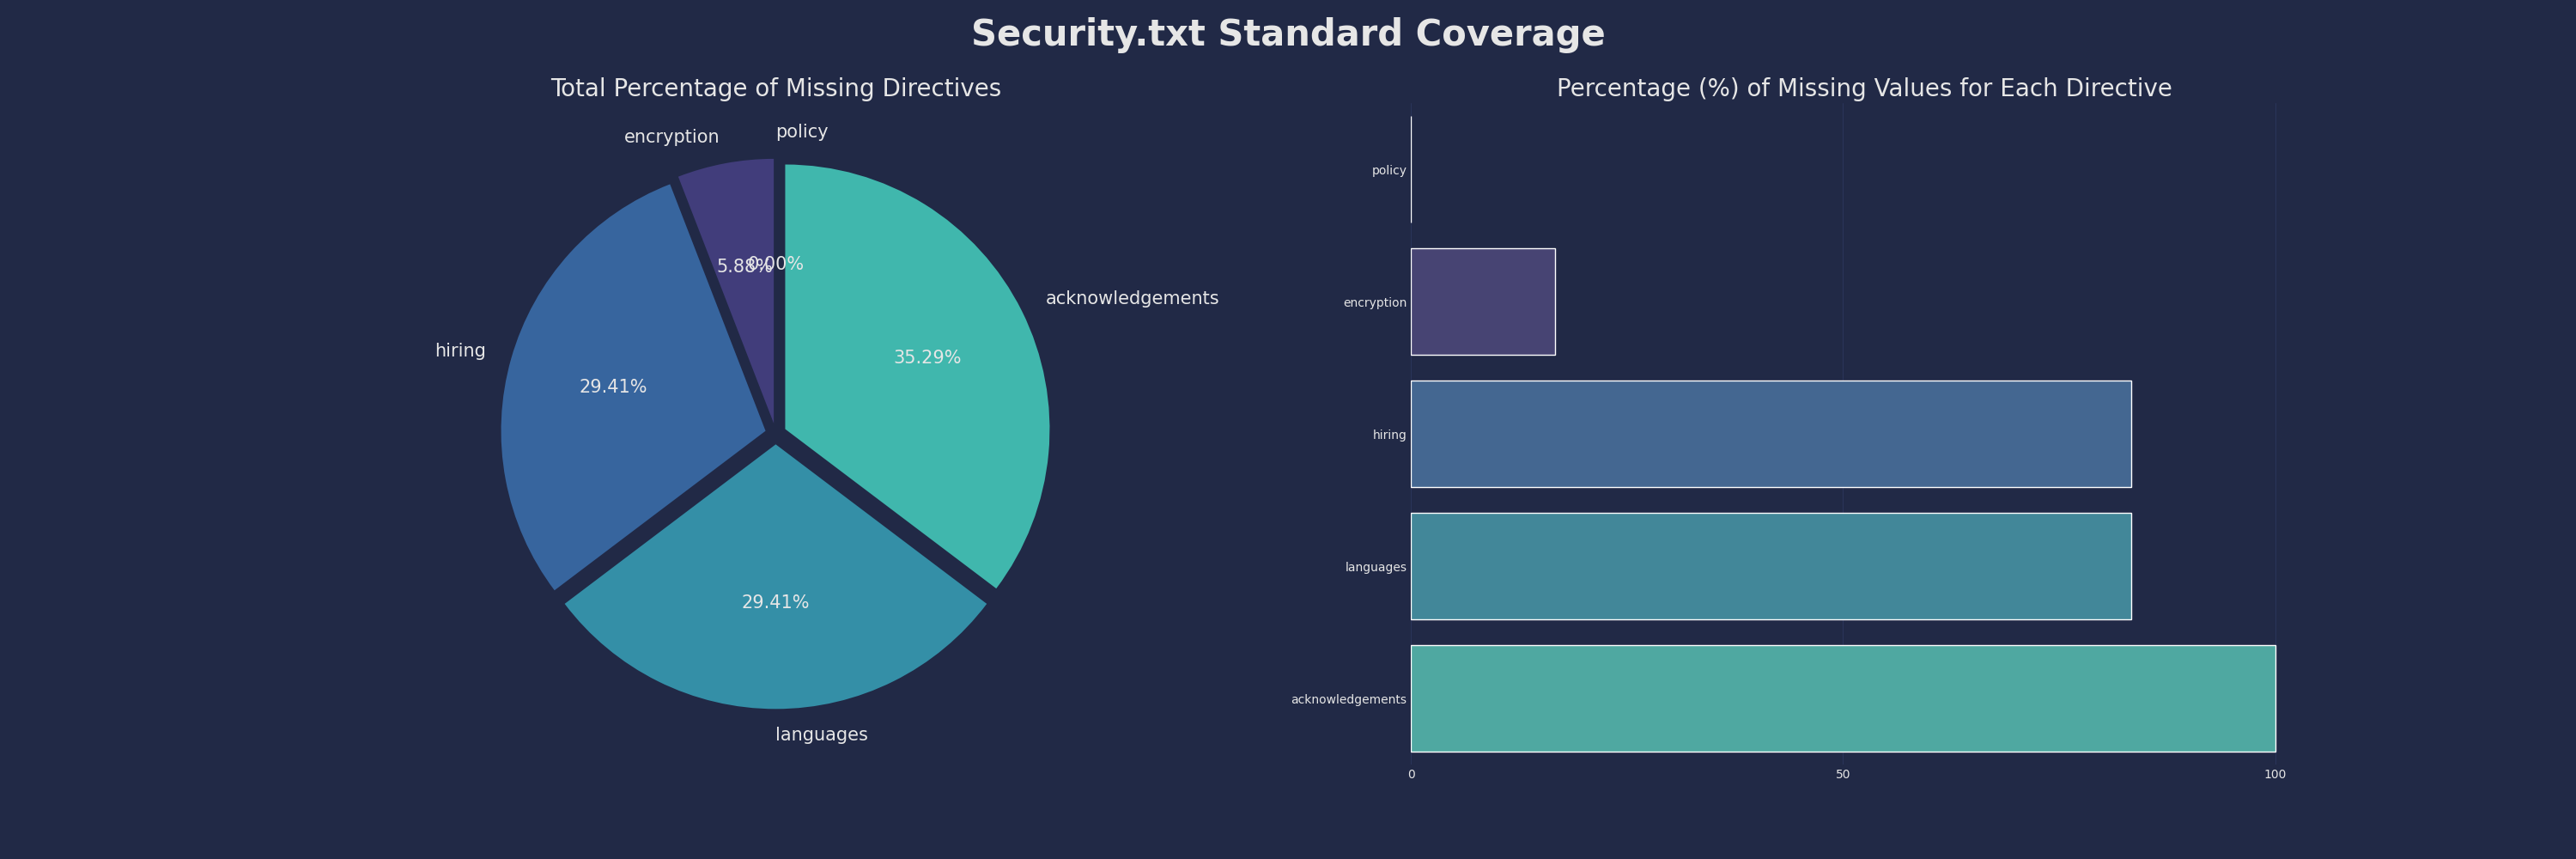 Security.txt Standard Coverage
Total Percentage of Missing Directives
policy
encryption
5.88%
0.00%
acknowledgements
hiring
35.29%
29.41%
29.41%
languages
Percentage (%) of Missing Values for Each Directive
policy
encryption
hiring
languages
acknowledgements
0
50
100